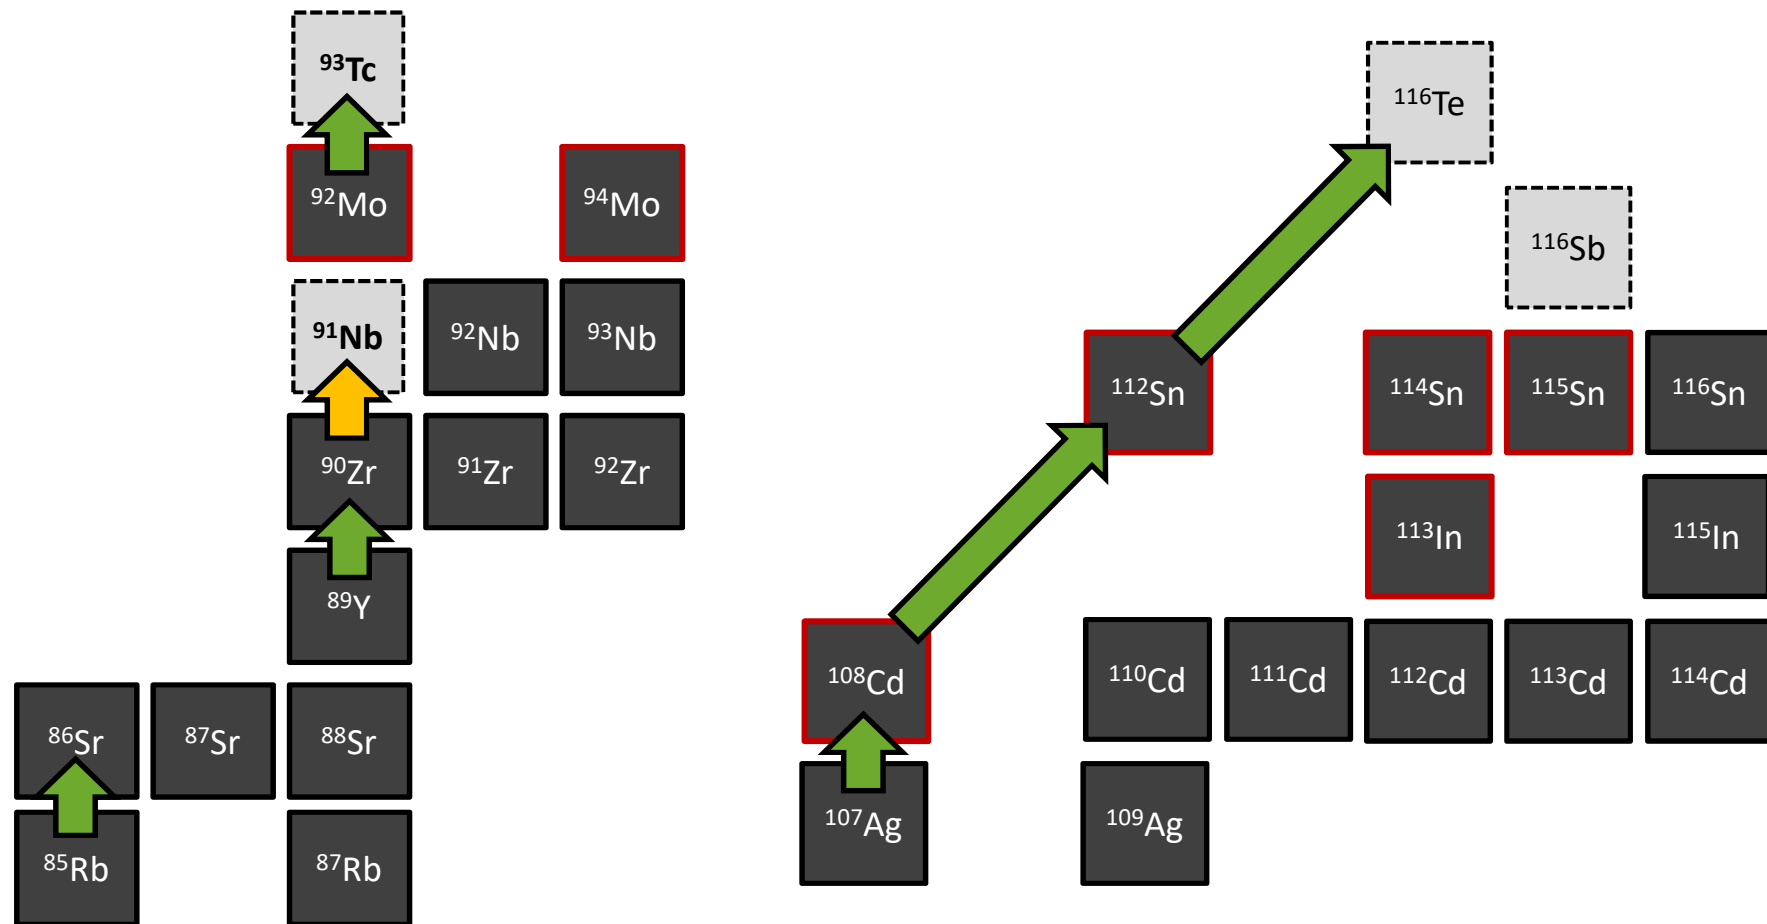 ⁹³Tc
⁹²Mo ⁹⁴Mo
⁹¹Nb ⁹²Nb ⁹³Nb
⁹⁰Zr ⁹¹Zr ⁹²Zr
⁸⁹Y
⁸⁶Sr ⁸⁷Sr ⁸⁸Sr
⁸⁵Rb ⁸⁷Rb
¹¹⁶Te
¹¹⁶Sb
¹¹²Sn ¹¹⁴Sn ¹¹⁵Sn ¹¹⁶Sn
¹¹³In ¹¹⁵In
¹⁰⁸Cd ¹¹⁰Cd ¹¹¹Cd ¹¹²Cd ¹¹³Cd ¹¹⁴Cd
¹⁰⁷Ag ¹⁰⁹Ag